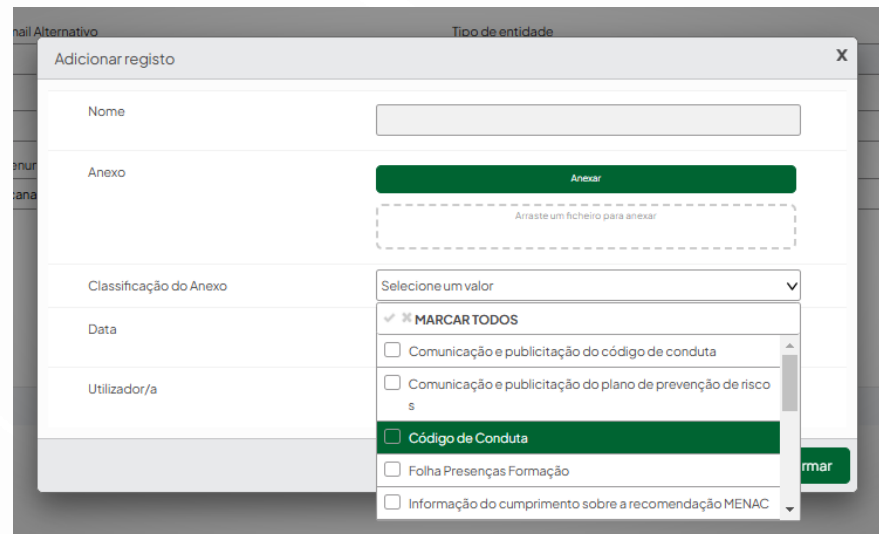 Alternativo
Tipo de entidade
Adicionar registo
X
Nome
Anexo
Anexar
Arraste um ficheiro para anexar
Classificação do Anexo
Selecione um valor
MARCAR TODOS
Comunicação e publicitação do código de conduta
Data
Comunicação e publicitação do plano de prevenção de risco
s
Utilizador/a
Código de Conduta
Folha Presenças Formação
Informação do cumprimento sobre a recomendação MENAC